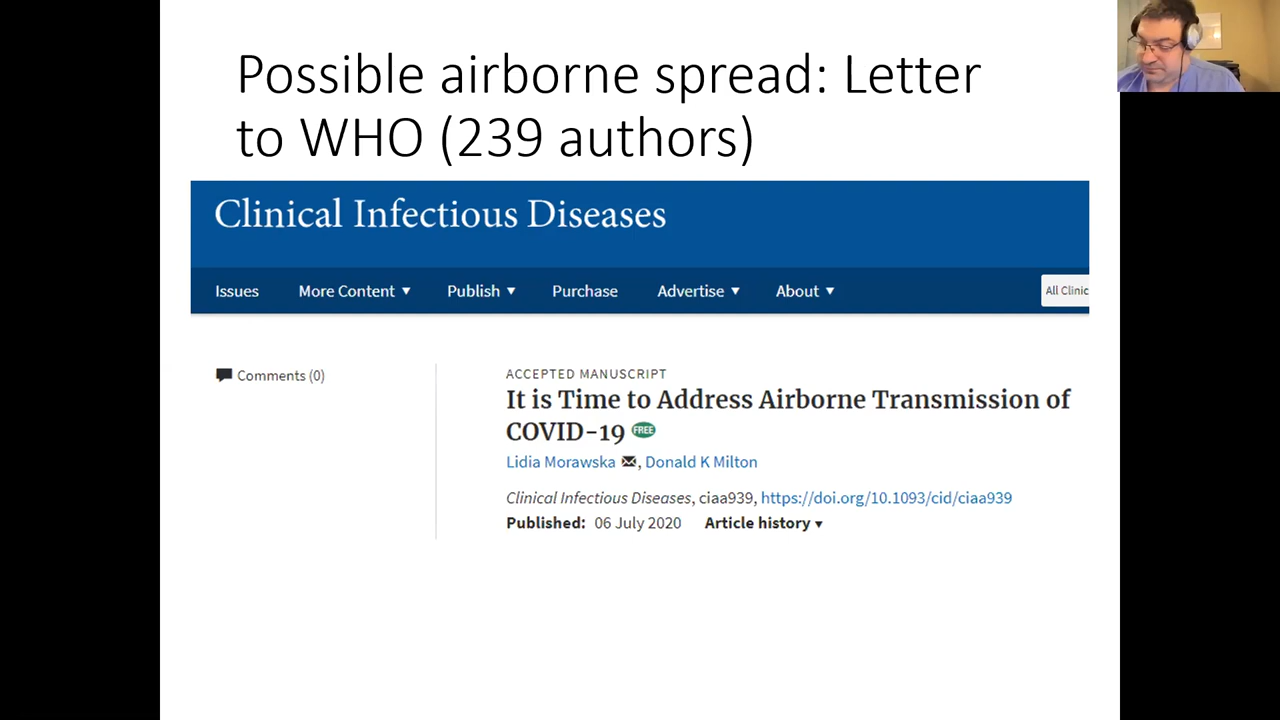 Possible airborne spread: Letter
to WHO (239 authors)
Clinical Infectious Diseases
Issues More Content ▼ Publish ▼ Purchase Advertise ▼ About ▼ All Clinic
Comments (0)
ACCEPTED MANUSCRIPT
It is Time to Address Airborne Transmission of
COVID-19 FREE
Lidia Morawska ✉, Donald K Milton
Clinical Infectious Diseases, ciaa939, https://doi.org/10.1093/cid/ciaa939
Published: 06 July 2020 Article history ▼